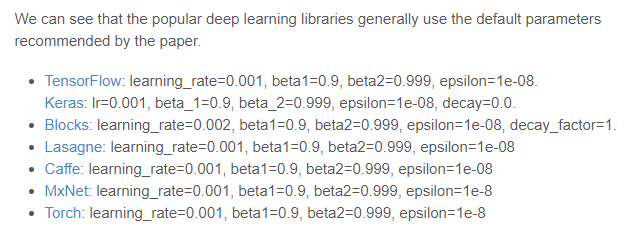 We can see that the popular deep learning libraries generally use the default parameters
recommended by the paper.
• TensorFlow: learning_rate=0.001, beta1=0.9, beta2=0.999, epsilon=1e-08.
Keras: lr=0.001, beta_1=0.9, beta_2=0.999, epsilon=1e-08, decay=0.0.
• Blocks: learning_rate=0.002, beta1=0.9, beta2=0.999, epsilon=1e-08, decay_factor=1.
• Lasagne: learning_rate=0.001, beta1=0.9, beta2=0.999, epsilon=1e-08
• Caffe: learning_rate=0.001, beta1=0.9, beta2=0.999, epsilon=1e-08
• MxNet: learning_rate=0.001, beta1=0.9, beta2=0.999, epsilon=1e-8
• Torch: learning_rate=0.001, beta1=0.9, beta2=0.999, epsilon=1e-8